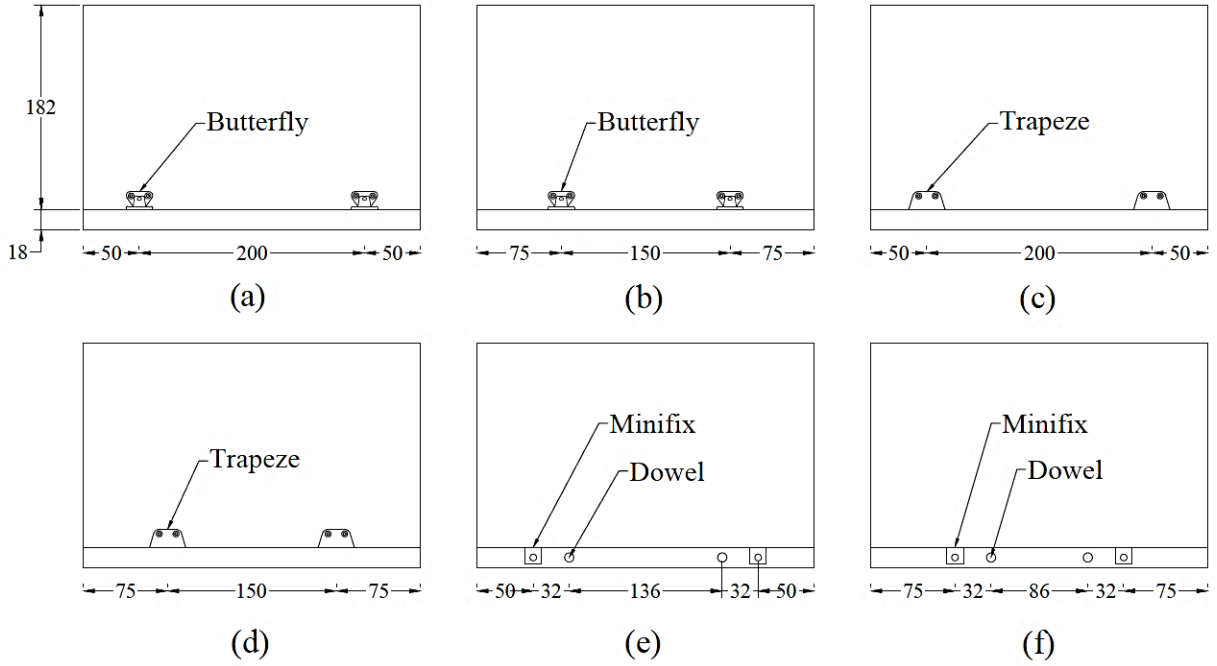 182
Butterfly
18
50 200 50
(a)
Butterfly
75 150 75
(b)
Trapeze
50 200 50
(c)
Trapeze
75 150 75
(d)
Minifix
Dowel
50 32 136 32 50
(e)
Minifix
Dowel
75 32 86 32 75
(f)